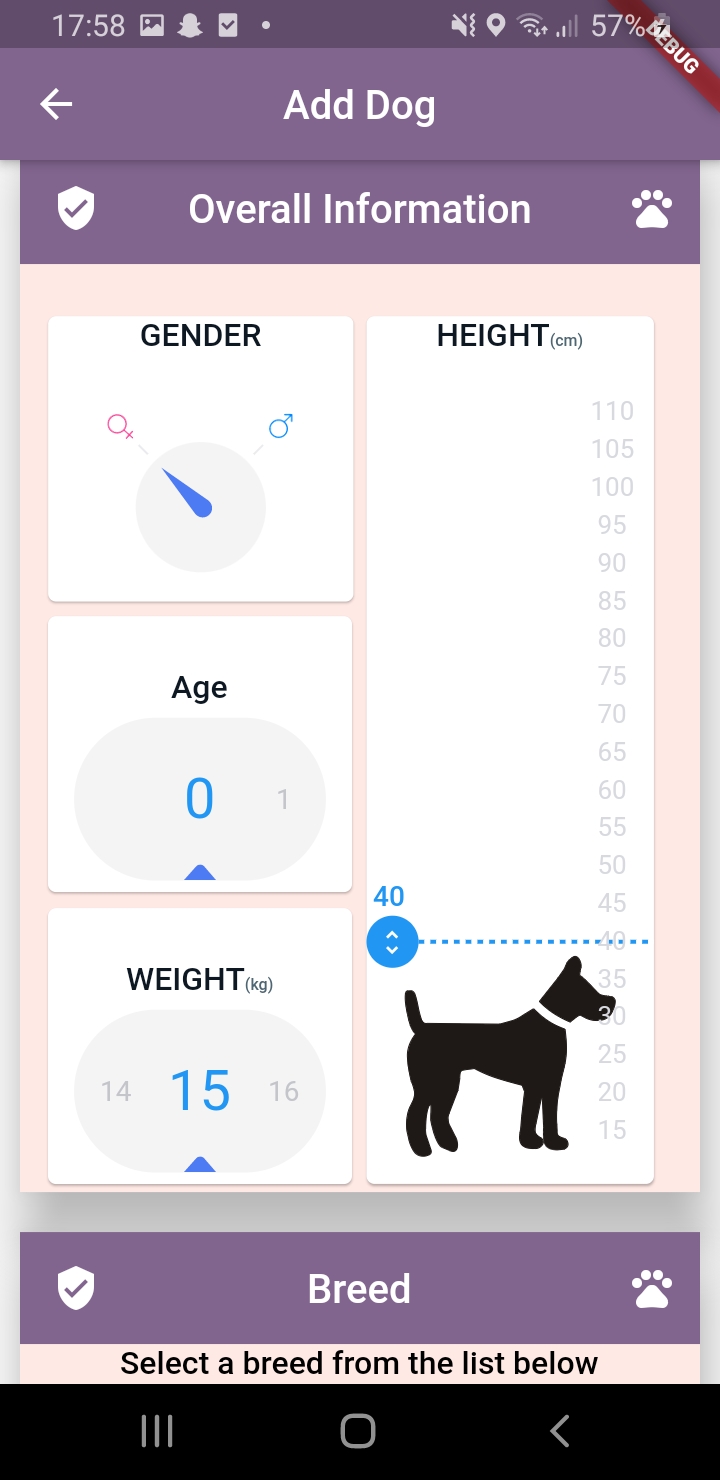 17:58
57%
DEBUG
Add Dog
Overall Information
GENDER
Age
0 1
WEIGHT(kg)
14 15 16
HEIGHT(cm)
110
105
100
95
90
85
80
75
70
65
60
55
50
40
45
40
35
30
25
20
15
Breed
Select a breed from the list below